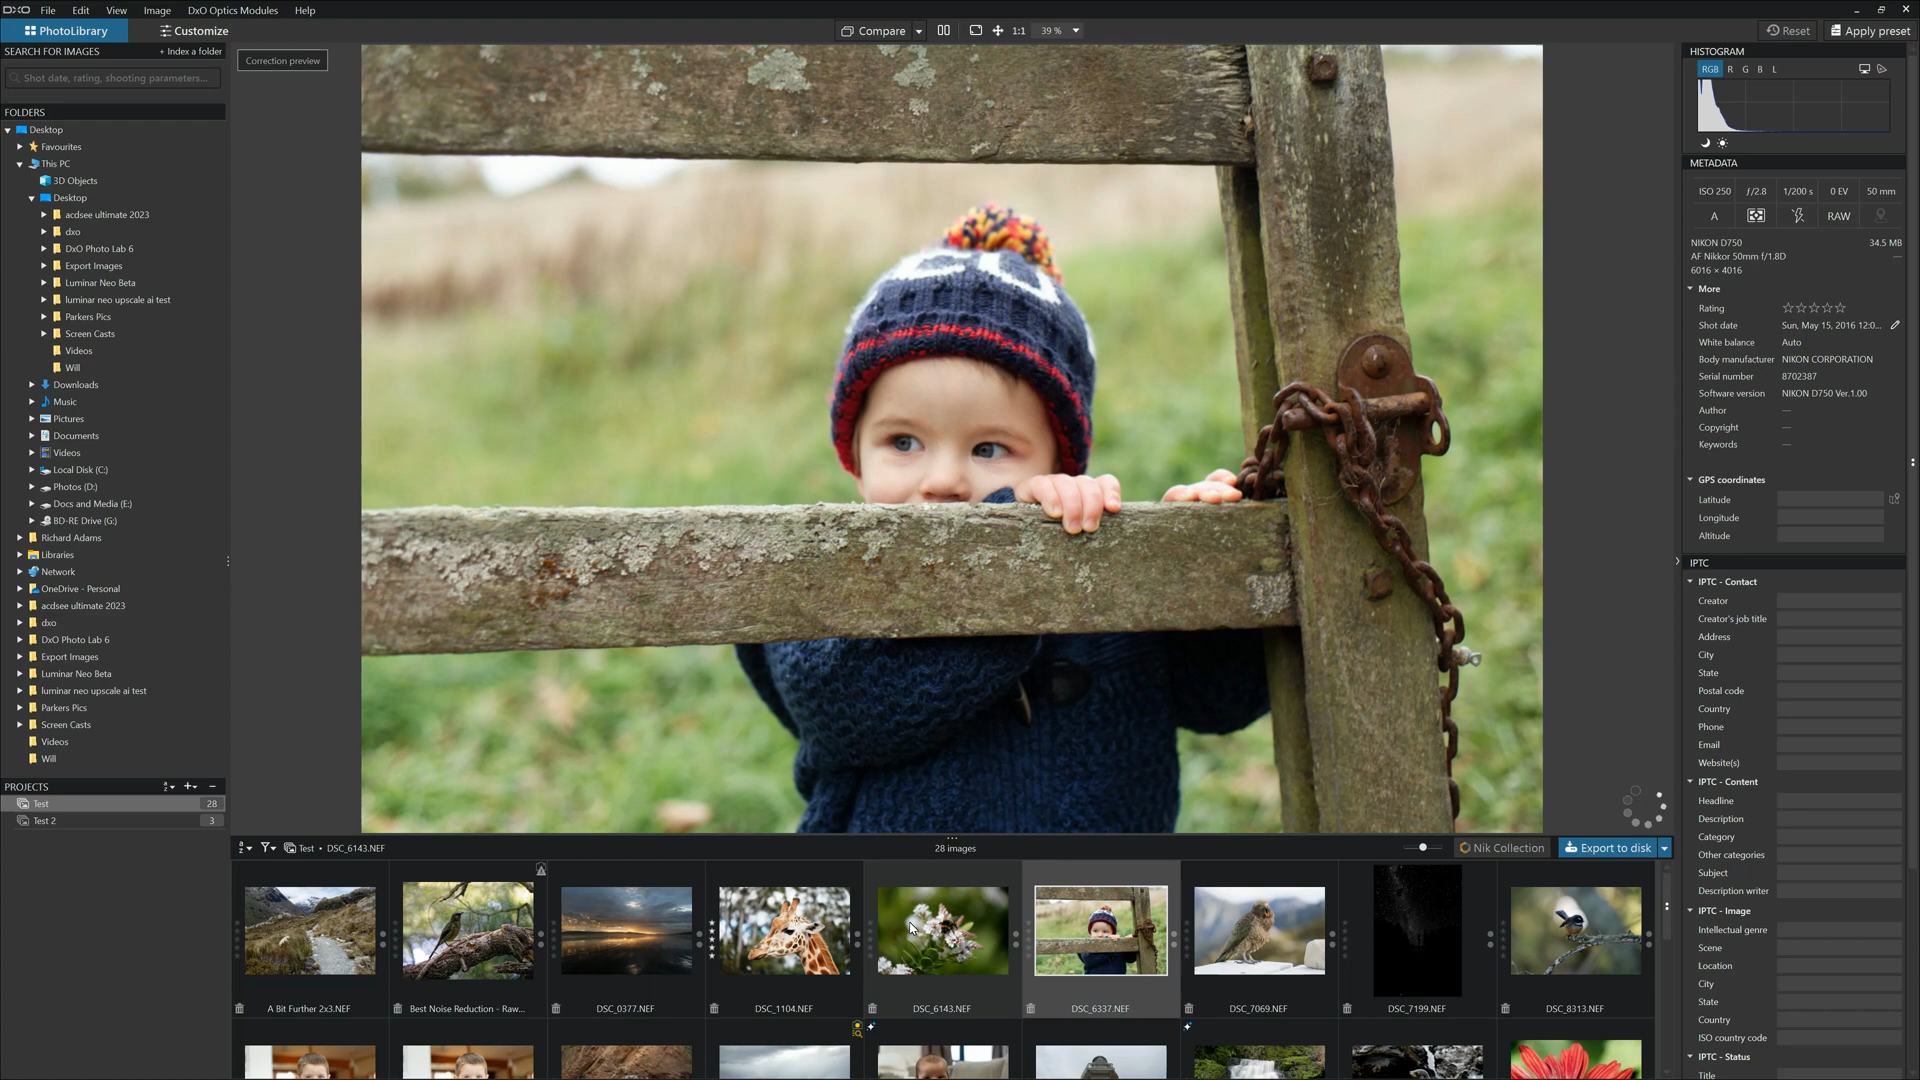 DXO File Edit View Image DxO Optics Modules Help
PhotoLibrary Customize Compare 1:1 39 % Reset Apply preset
SEARCH FOR IMAGES + Index a folder
Shot date, rating, shooting parameters...
FOLDERS
Desktop
Favourites
This PC
3D Objects
Desktop
acdsee ultimate 2023
dxo
DxO Photo Lab 6
Export Images
Luminar Neo Beta
luminar neo upscale ai test
Parkers Pics
Screen Casts
Videos
Will
Downloads
Music
Pictures
Documents
Videos
Local Disk (C:)
Photos (D:)
Docs and Media (E:)
BD-RE Drive (G:)
Richard Adams
Libraries
Network
OneDrive - Personal
acdsee ultimate 2023
dxo
DxO Photo Lab 6
Export Images
Luminar Neo Beta
luminar neo upscale ai test
Parkers Pics
Screen Casts
Videos
Will
PROJECTS
Test 28
Test 2 3
Correction preview
Test • DSC_6143.NEF 28 images Nik Collection Export to disk
A Bit Further 2x3.NEF Best Noise Reduction - Raw... DSC_0377.NEF DSC_1104.NEF DSC_6143.NEF DSC_6337.NEF DSC_7069.NEF DSC_7199.NEF DSC_8313.NEF
HISTOGRAM
RGB R G B L
METADATA
ISO 250 ƒ/2.8 1/200 s 0 EV 50 mm
A RAW
NIKON D750 34.5 MB
AF Nikkor 50mm f/1.8D —
6016 × 4016
More
Rating
Shot date Sun, May 15, 2016 12:0...
White balance Auto
Body manufacturer NIKON CORPORATION
Serial number 8702387
Software version NIKON D750 Ver.1.00
Author —
Copyright —
Keywords —
GPS coordinates
Latitude
Longitude
Altitude
IPTC
IPTC - Contact
Creator
Creator's job title
Address
City
State
Postal code
Country
Phone
Email
Website(s)
IPTC - Content
Headline
Description
Category
Other categories
Subject
Description writer
IPTC - Image
Intellectual genre
Scene
Location
City
State
Country
ISO country code
IPTC - Status
Title